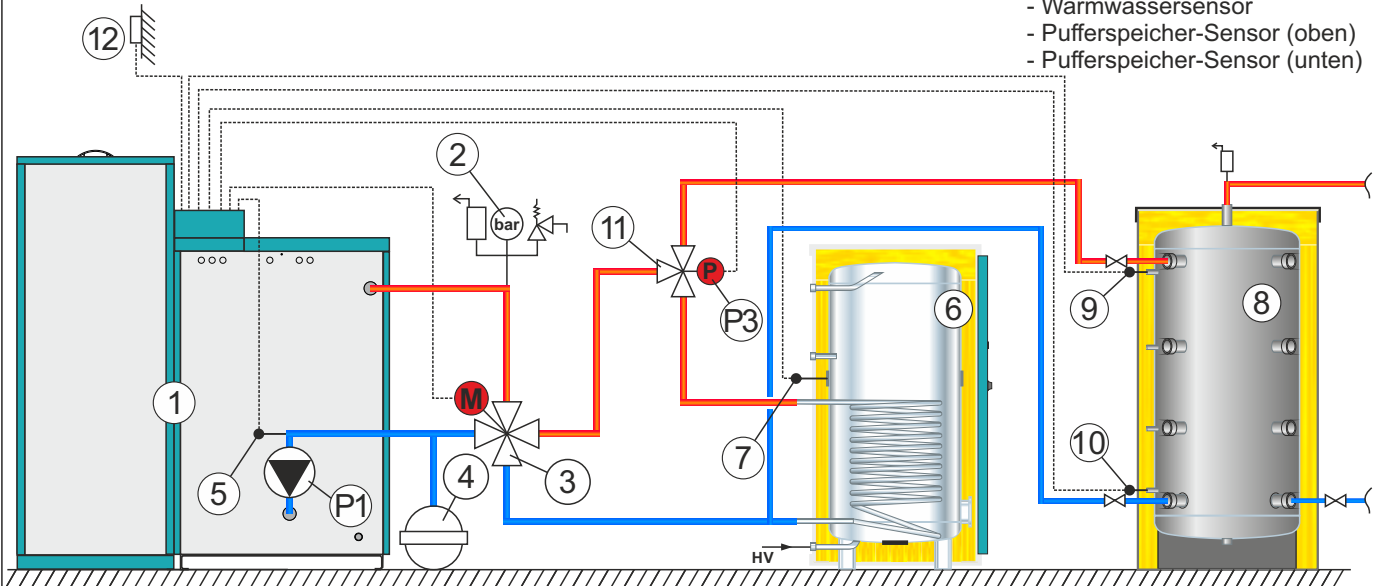 - Warmwassersensor
- Pufferspeicher-Sensor (oben)
- Pufferspeicher-Sensor (unten)
12
2
bar
11
P
P3
6
9
8
1
M
7
10
5
P1
4
3
HV